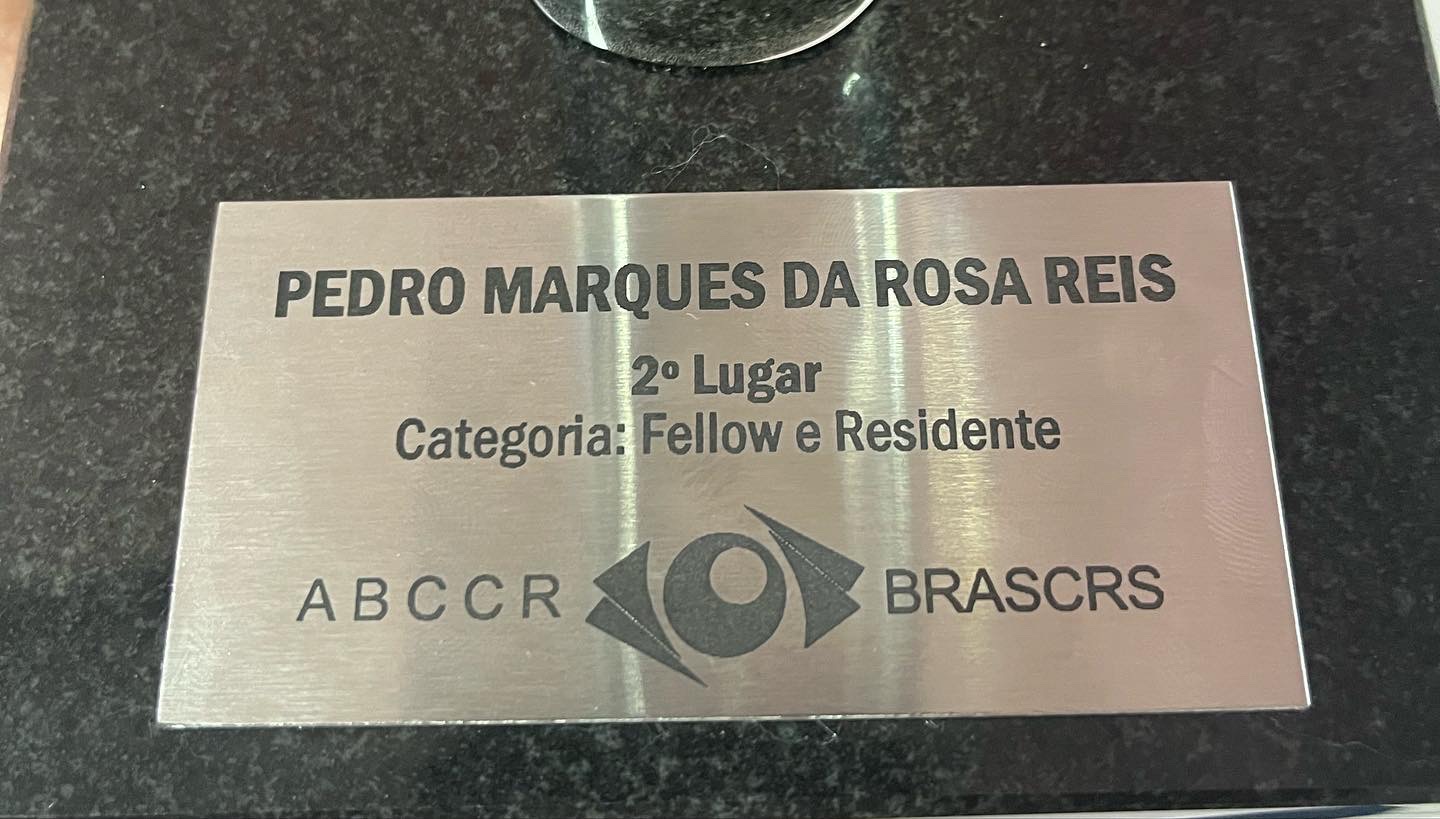 PEDRO MARQUES DA ROSA REIS
2º Lugar
Categoria: Fellow e Residente
ABCCR BRASCRS